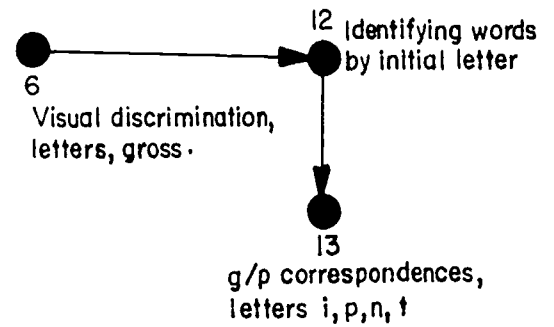 12
Identifying words
by initial letter
6
Visual discrimination,
letters, gross.
13
g/p correspondences,
letters i, p, n, t